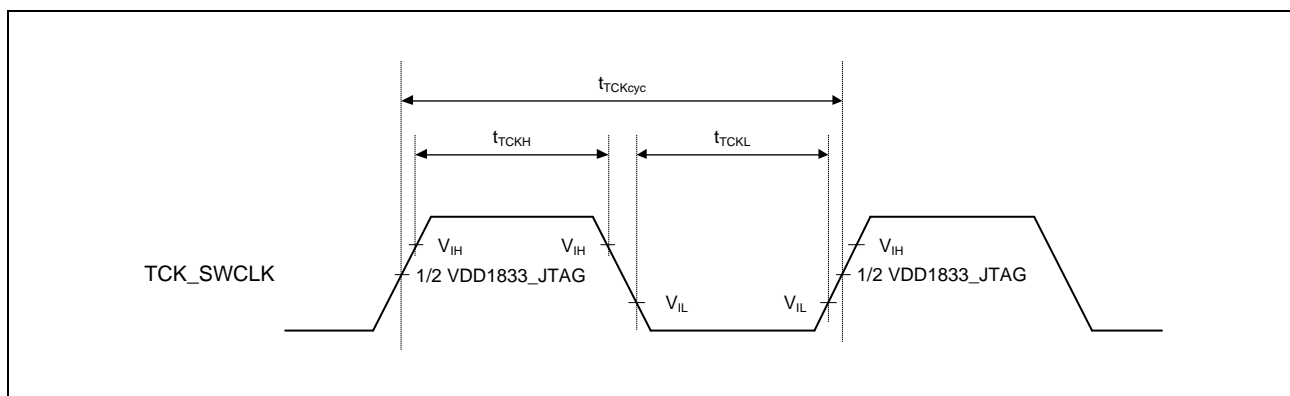 tTCKcyc
tTCKH
tTCKL
VIH
VIH
VIH
TCK_SWCLK
1/2 VDD1833_JTAG
1/2 VDD1833_JTAG
VIL
VIL